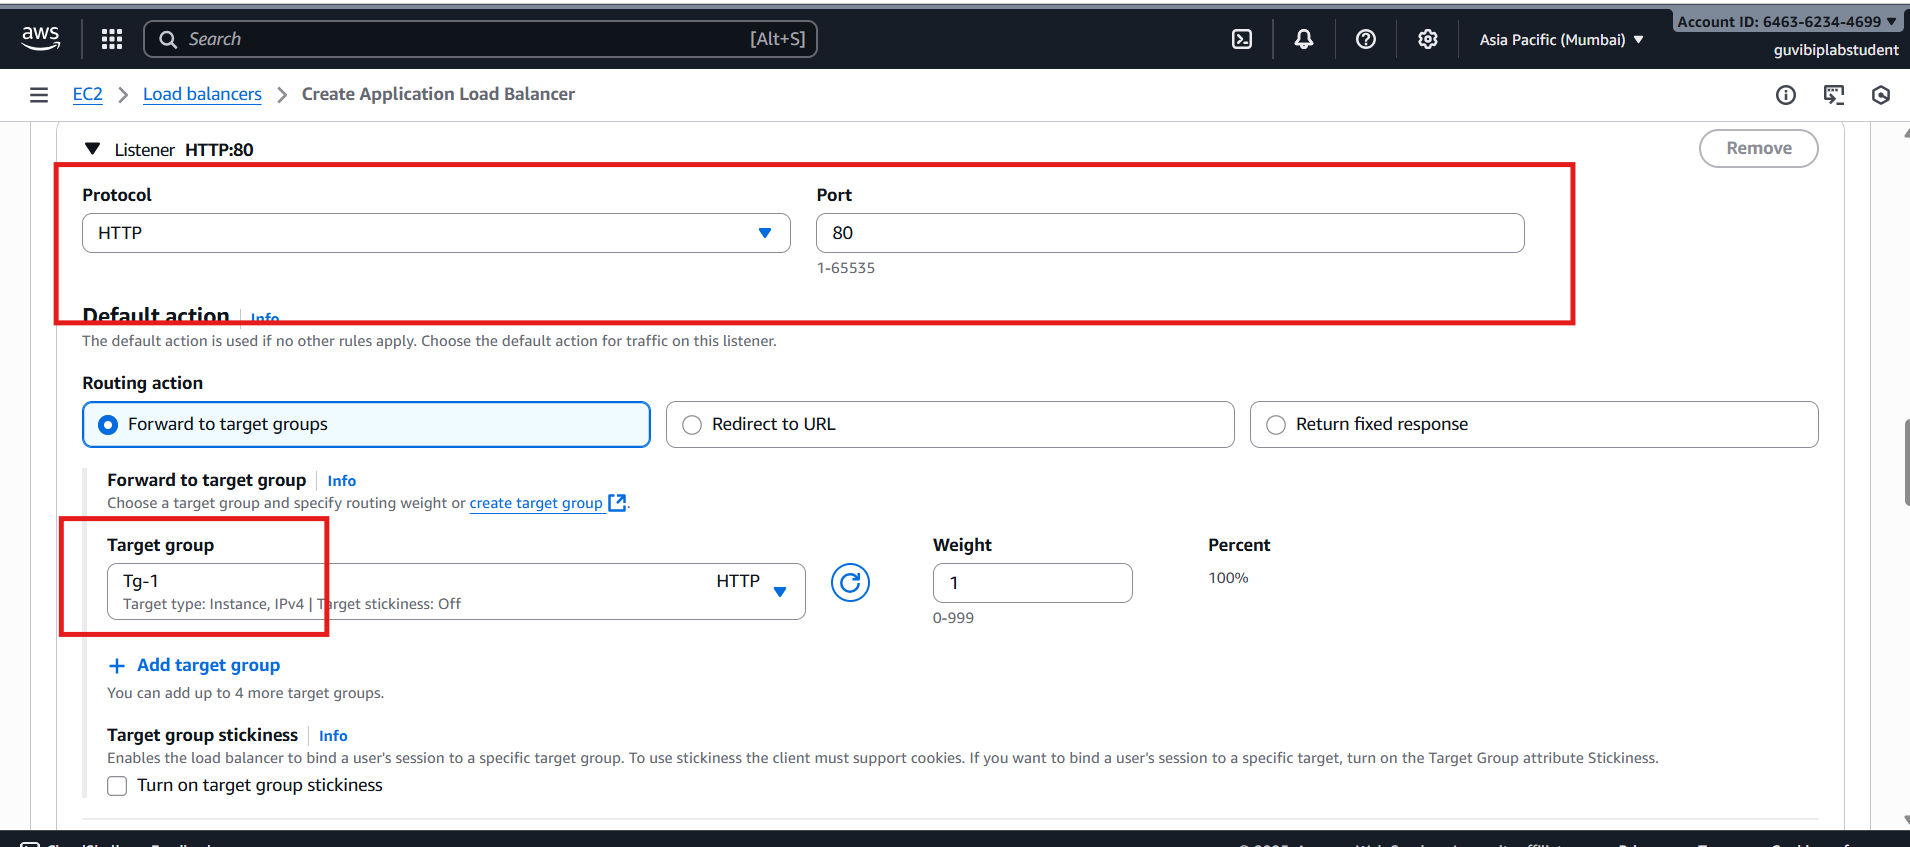 aws
Search
[Alt+S]
Asia Pacific (Mumbai)
Account ID: 6463-6234-4699
guvibiplabstudent
EC2
Load balancers
Create Application Load Balancer
Listener HTTP:80
Remove
Protocol
Port
HTTP
80
1-65535
Default action
Info
The default action is used if no other rules apply. Choose the default action for traffic on this listener.
Routing action
Forward to target groups
Redirect to URL
Return fixed response
Forward to target group
Info
Choose a target group and specify routing weight or create target group.
Target group
Weight
Percent
Tg-1
HTTP
Target type: Instance, IPv4 | Target stickiness: Off
1
100%
0-999
Add target group
You can add up to 4 more target groups.
Target group stickiness
Info
Enables the load balancer to bind a user's session to a specific target group. To use stickiness the client must support cookies. If you want to bind a user's session to a specific target, turn on the Target Group attribute Stickiness.
Turn on target group stickiness